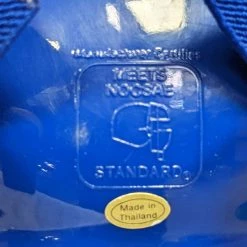 Manufacturer Certifies
MEETS
NOCSAE
STANDARD®
Made in
Thailand